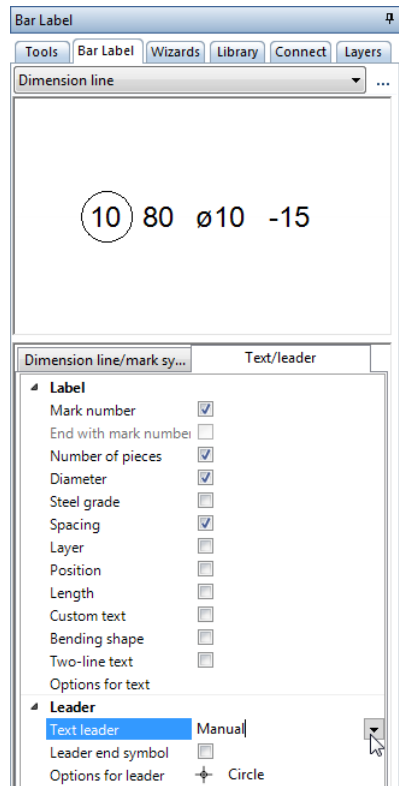 Bar Label
Tools Bar Label Wizards Library Connect Layers
Dimension line ...
10 80 ø10 -15
Dimension line/mark sy... Text/leader
Label
Mark number
End with mark number
Number of pieces
Diameter
Steel grade
Spacing
Layer
Position
Length
Custom text
Bending shape
Two-line text
Options for text
Leader
Text leader Manual
Leader end symbol
Options for leader Circle